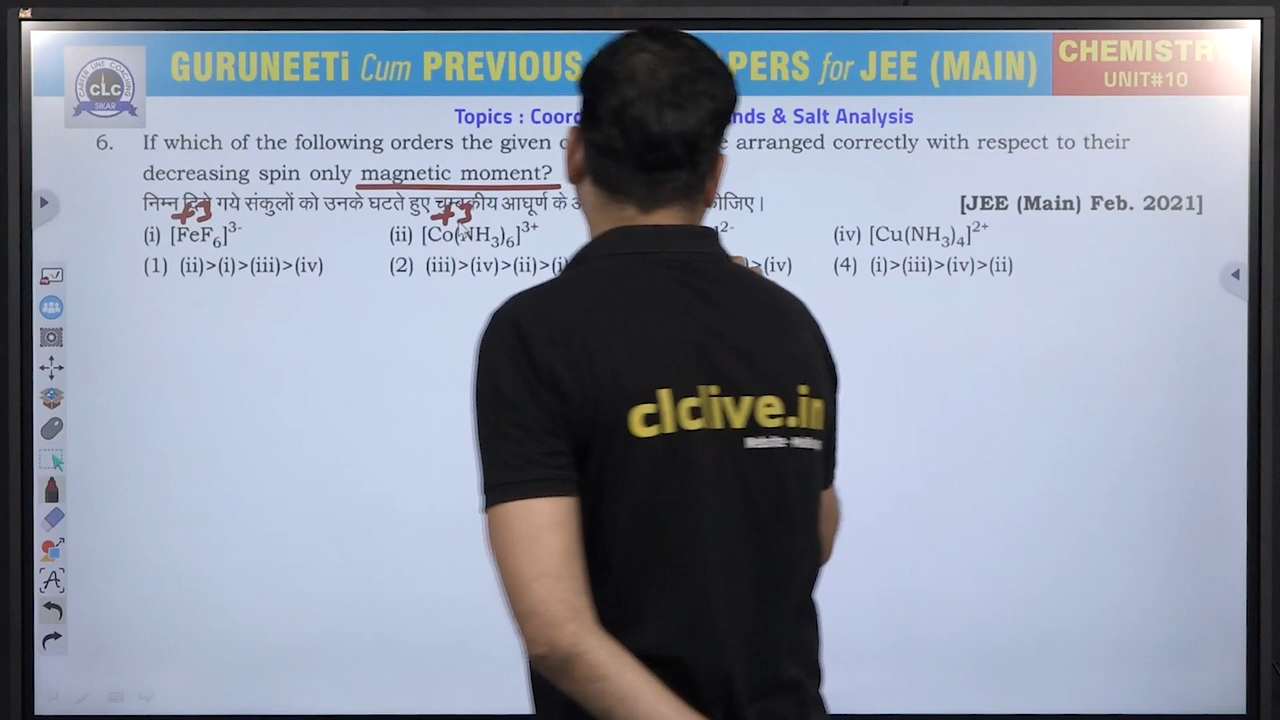 GURUNEETi Cum PREVIOUS PERS for JEE (MAIN)
CHEMISTRY
UNIT#10
CLC
SIKAR
Topics : Coord nds & Salt Analysis
6. If which of the following orders the given arranged correctly with respect to their
decreasing spin only magnetic moment?
निम्न दिये गये संकुलों को उनके घटते हुए चुम्बकीय आघूर्ण के
[JEE (Main) Feb. 2021]
+3 +3
(i) [FeF₆]³⁻ (ii) [Co(NH₃)₆]³⁺ ]²⁻ (iv) [Cu(NH₃)₄]²⁺
(1) (ii)>(i)>(iii)>(iv) (2) (iii)>(iv)>(ii)>(i >(iv) (4) (i)>(iii)>(iv)>(ii)
clclive.in